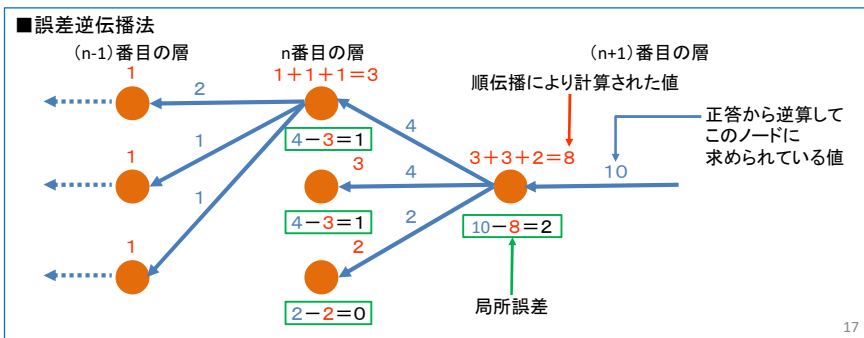 ■誤差逆伝播法
(n-1)番目の層
n番目の層
(n+1)番目の層
1
2
1+1+1=3
順伝播により計算された値
4-3=1
4
正答から逆算して
このノードに
求められている値
1
1
3
4
3+3+2=8
10
4-3=1
10-8=2
1
1
2
2
局所誤差
2-2=0
17